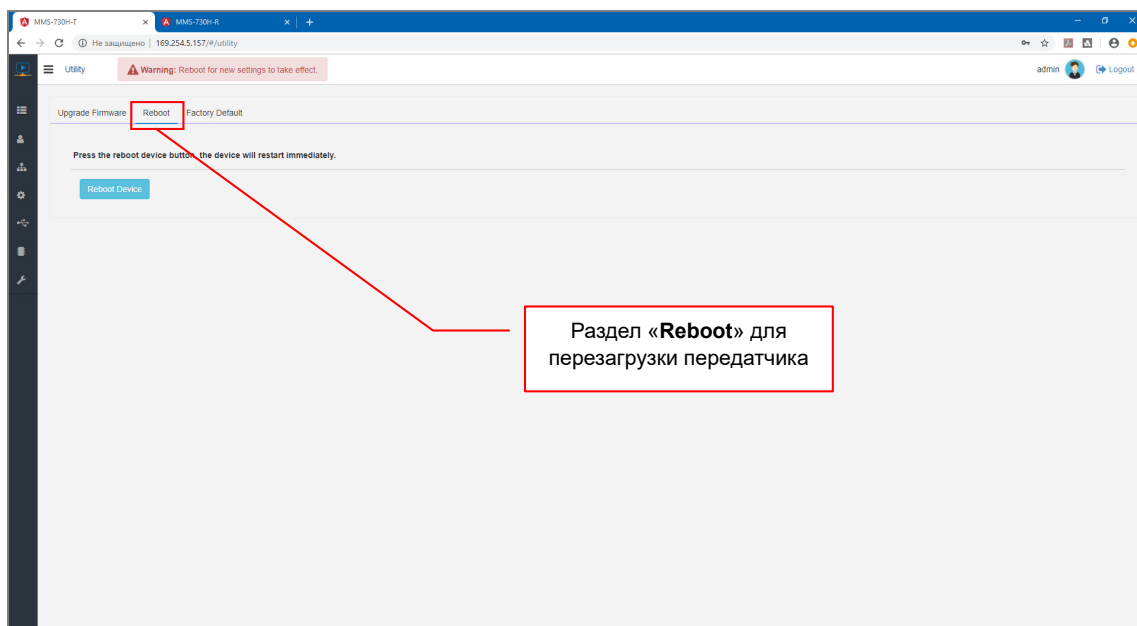 MMS-730H-T
MMS-730H-R
Не защищено | 169.254.5.157/#/utility
Utility
Warning: Reboot for new settings to take effect.
admin
Logout
Upgrade Firmware
Reboot
Factory Default
Press the reboot device button, the device will restart immediately.
Reboot Device
Раздел «Reboot» для
перезагрузки передатчика